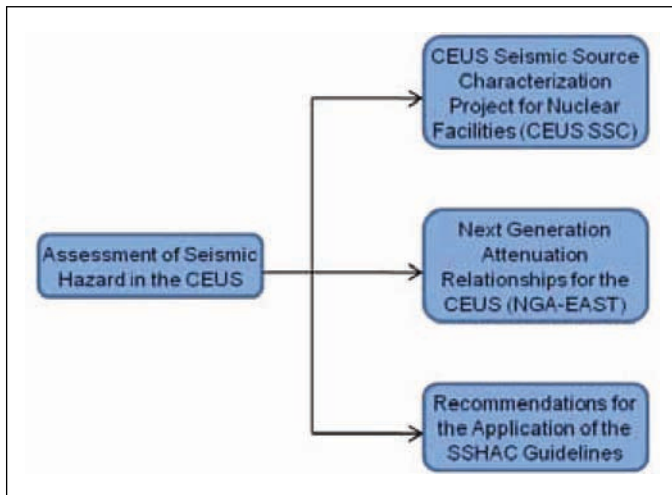 CEUS Seismic Source
Characterization
Project for Nuclear
Facilities (CEUS SSC)
Assessment of Seismic
Hazard in the CEUS
Next Generation
Attenuation
Relationships for the
CEUS (NGA-EAST)
Recommendations for
the Application of the
SSHAC Guidelines